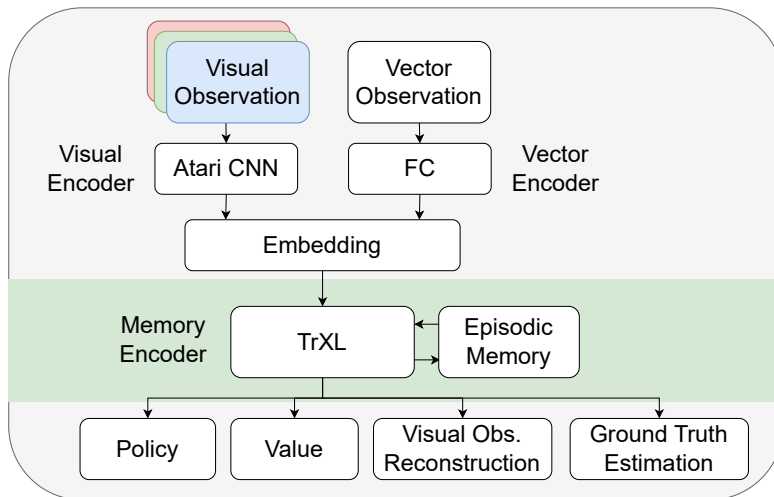 Visual
Observation
Vector
Observation
Visual
Encoder
Atari CNN
FC
Vector
Encoder
Embedding
Memory
Encoder
TrXL
Episodic
Memory
Policy
Value
Visual Obs.
Reconstruction
Ground Truth
Estimation